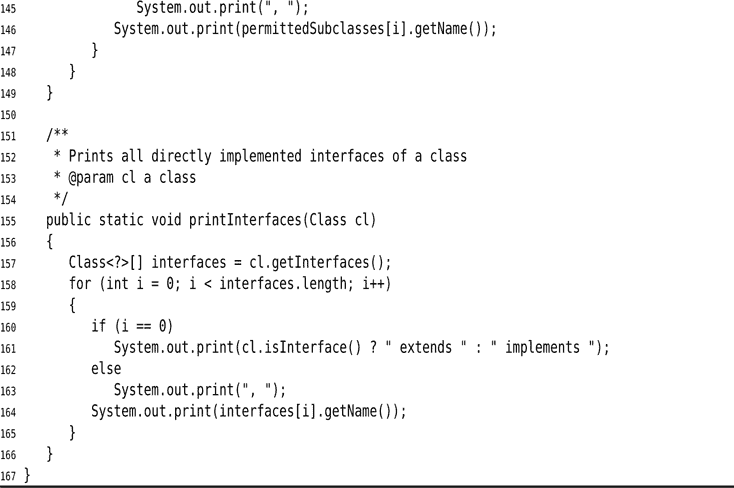 145                System.out.print(", ");
146             System.out.print(permittedSubclasses[i].getName());
147          }
148       }
149    }
150
151    /**
152     * Prints all directly implemented interfaces of a class
153     * @param cl a class
154     */
155    public static void printInterfaces(Class cl)
156    {
157       Class<?>[] interfaces = cl.getInterfaces();
158       for (int i = 0; i < interfaces.length; i++)
159       {
160          if (i == 0)
161             System.out.print(cl.isInterface() ? " extends " : " implements ");
162          else
163             System.out.print(", ");
164          System.out.print(interfaces[i].getName());
165       }
166    }
167 }